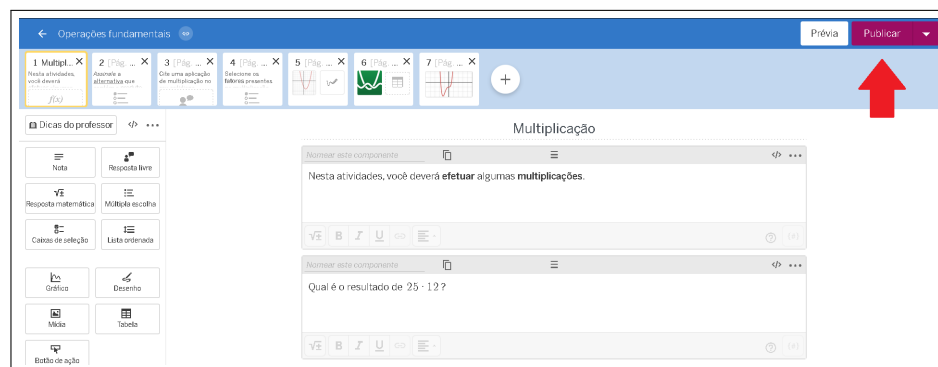 Operações fundamentais
Prévia
Publicar
1 Multipl...
Nesta atividades, você deverá
f(x)
2 [Pág. ...
Assinale a alternativa que
3 [Pág. ...
Cite uma aplicação de multiplicação no
4 [Pág. ...
Selecione os
presentes
5 [Pág. ...
6 [Pág. ...
7 [Pág. ...
+
Dicas do professor
</>
Nota
Resposta livre
Resposta matemática
Múltipla escolha
Caixas de seleção
Lista ordenada
Gráfico
Desenho
Mídia
Tabela
Botão de ação
Multiplicação
Nomear este componente
</>
Nesta atividades, você deverá efetuar algumas multiplicações.
B I U
Nomear este componente
</>
Qual é o resultado de 25 · 12?
B I U